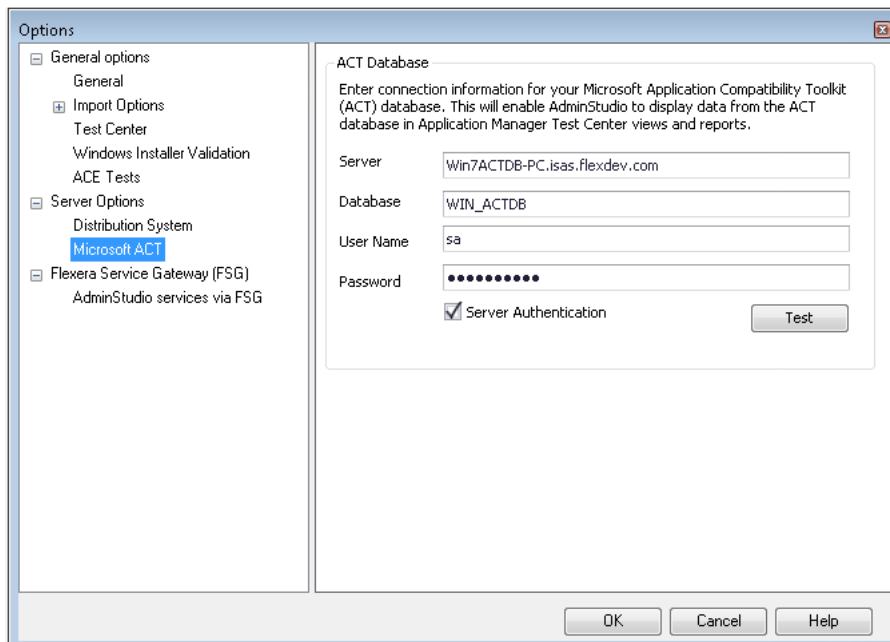 Options
General options
General
Import Options
Test Center
Windows Installer Validation
ACE Tests
Server Options
Distribution System
Microsoft ACT
Flexera Service Gateway (FSG)
AdminStudio services via FSG
ACT Database
Enter connection information for your Microsoft Application Compatibility Toolkit
(ACT) database. This will enable AdminStudio to display data from the ACT
database in Application Manager Test Center views and reports.
Server Win7ACTDB-PC.isas.flexdev.com
Database WIN_ACTDB
User Name sa
Password ●●●●●●●●●●
Server Authentication Test
OK Cancel Help